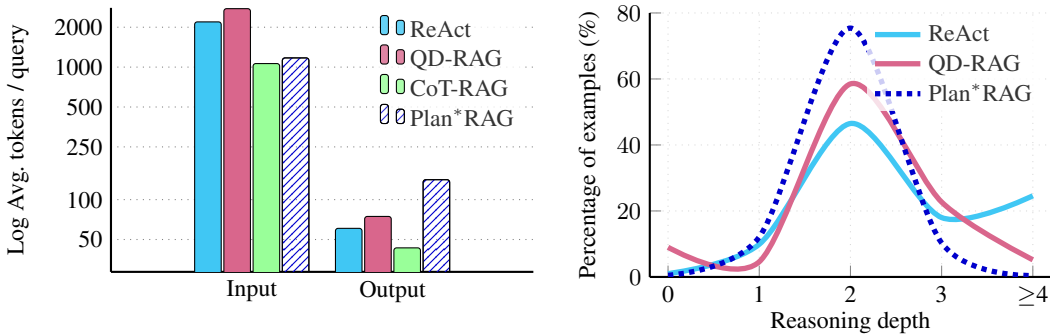 Log Avg. tokens / query
2000
1000
500
250
100
50
Input
Output
ReAct
QD-RAG
CoT-RAG
Plan*RAG
Percentage of examples (%)
80
60
40
20
0
0
1
2
3
≥4
Reasoning depth
ReAct
QD-RAG
Plan*RAG